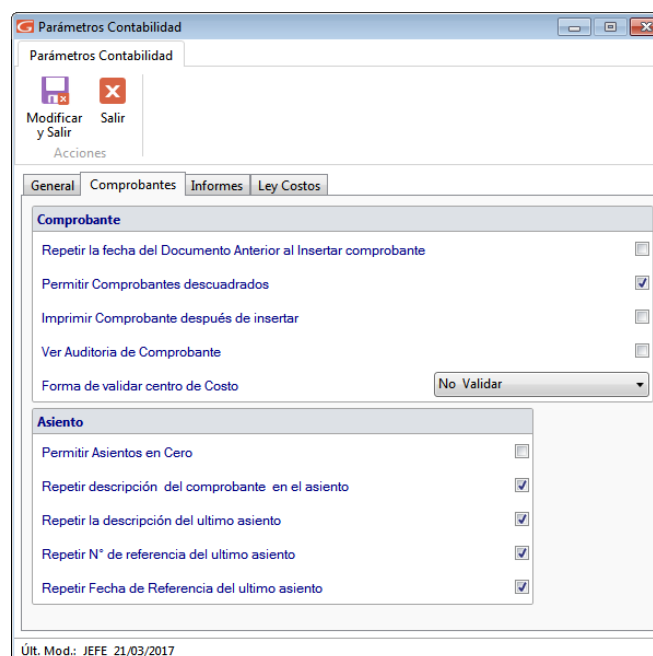 Parámetros Contabilidad
Parámetros Contabilidad
Modificar y Salir
Salir
Acciones
General Comprobantes Informes Ley Costos
Comprobante
Repetir la fecha del Documento Anterior al Insertar comprobante
Permitir Comprobantes descuadrados
Imprimir Comprobante después de insertar
Ver Auditoria de Comprobante
Forma de validar centro de Costo No Validar
Asiento
Permitir Asientos en Cero
Repetir descripción del comprobante en el asiento
Repetir la descripción del ultimo asiento
Repetir N° de referencia del ultimo asiento
Repetir Fecha de Referencia del ultimo asiento
Últ. Mod.: JEFE 21/03/2017